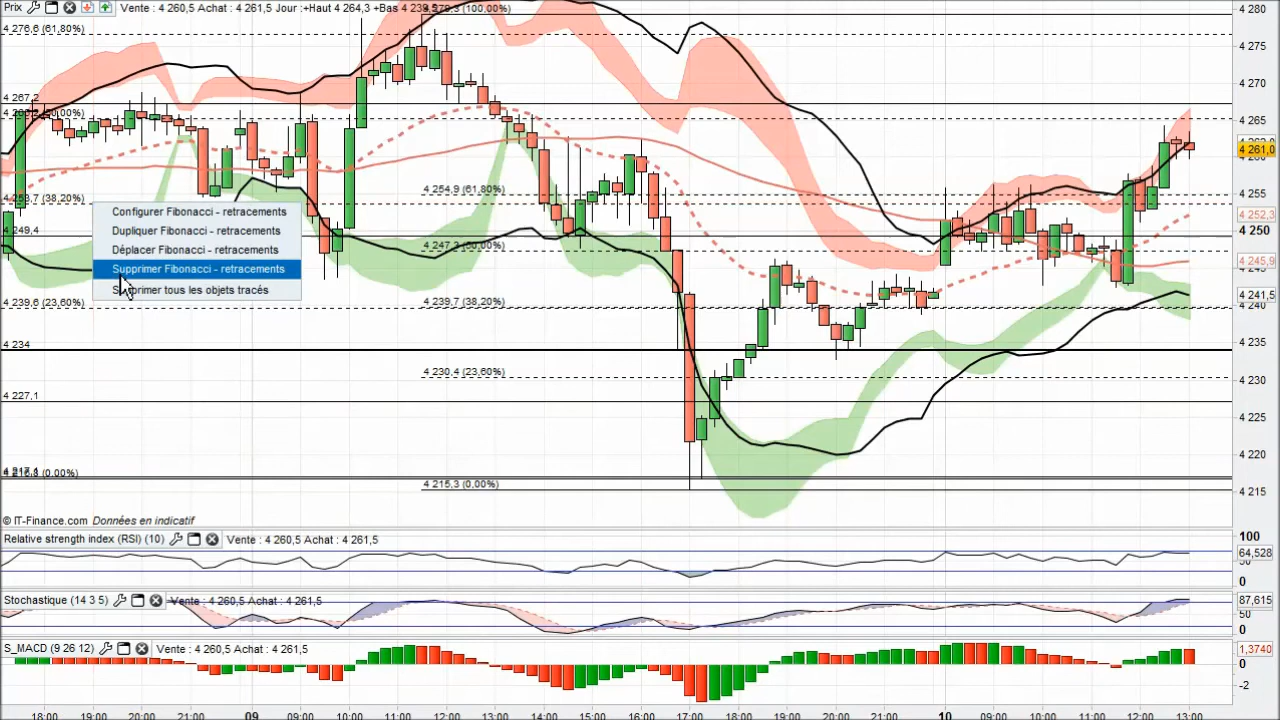 Prix Vente : 4 260,5 Achat : 4 261,5 Jour :+Haut 4 264,3 +Bas
(100,00%)
4 276,6 (61,80%)
4 267,2
4 254,9 (61,80%)
(38,20%)
4 249,4
(50,00%)
4 239,6 (23,60%)
4 239,7 (38,20%)
4 234
4 230,4 (23,60%)
4 227,1
(0,00%)
4 215,3 (0,00%)
Configurer Fibonacci - retracements
Dupliquer Fibonacci - retracements
Déplacer Fibonacci - retracements
Supprimer Fibonacci - retracements
tous les objets tracés
4 280
4 275
4 270
4 265
4 261,0
4 255
4 252,3
4 250
4 245,9
4 241,5
4 235
4 230
4 225
4 220
4 215
© IT-Finance.com Données en indicatif
Relative strength index (RSI) (10) Vente : 4 260,5 Achat : 4 261,5
100
64,528
0
Stochastique (14 3 5) Vente : 4 260,5 Achat : 4 261,5
87,615
50
0
S_MACD (9 26 12) Vente : 4 260,5 Achat : 4 261,5
1,3740
0
-2
18:00 19:00 20:00 21:00 09 09:00 10:00 11:00 12:00 13:00 14:00 15:00 16:00 17:00 18:00 19:00 20:00 21:00 10 09:00 10:00 11:00 12:00 13:00